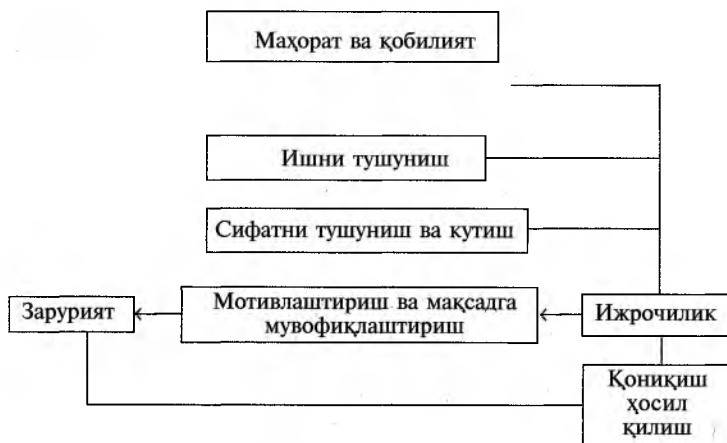 Маҳорат ва қобилият
Ишни тушуниш
Сифатни тушуниш ва кутиш
Зарурият
Мотивлаштириш ва мақсадга
мувофиқлаштириш
Ижрочилик
Қониқиш
ҳосил
қилиш